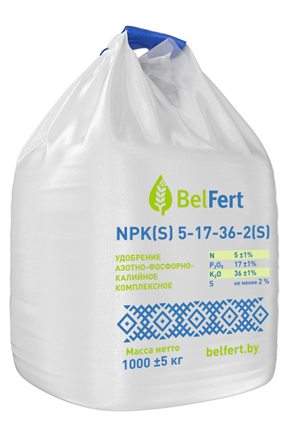 BelFert
NPK(S) 5-17-36-2(S)
УДОБРЕНИЕ
АЗОТНО-ФОСФОРНО-
КАЛИЙНОЕ
КОМПЛЕКСНОЕ
N 5 ±1%
P₂O₅ 17 ±1%
K₂O 36 ±1%
S не менее 2 %
Масса нетто
1000 ±5 кг
belfert.by